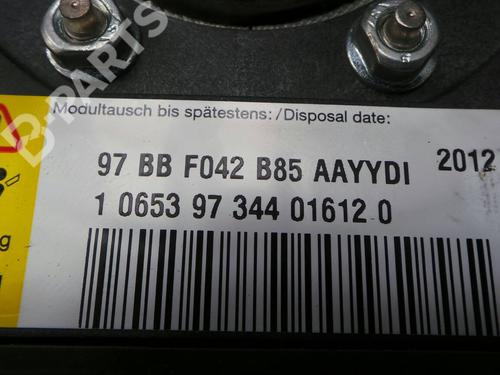 B-PARTS
Modultausch bis spätestens:/Disposal date:
97 BB F042 B85 AAYYDI 2012
1 0653 97 344 01612 0
g